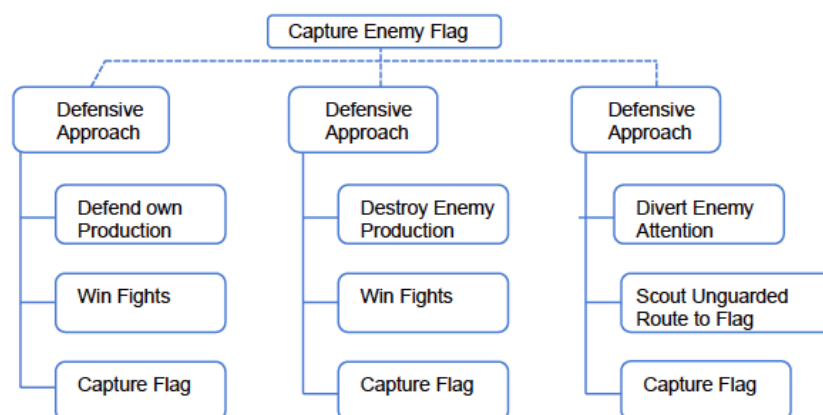 Capture Enemy Flag
Defensive
Approach
Defend own
Production
Win Fights
Capture Flag
Defensive
Approach
Destroy Enemy
Production
Win Fights
Capture Flag
Defensive
Approach
Divert Enemy
Attention
Scout Unguarded
Route to Flag
Capture Flag